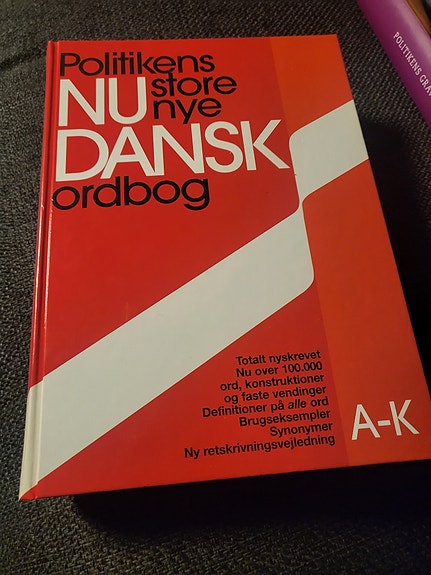 Politikens
store
NU nye
DANSK
ordbog
Totalt nyskrevet
Nu over 100.000
ord, konstruktioner
og faste vendinger
Definitioner på alle ord
Brugseksempler
Synonymer
Ny retskrivningsvejledning
A-K
POLITIKENS